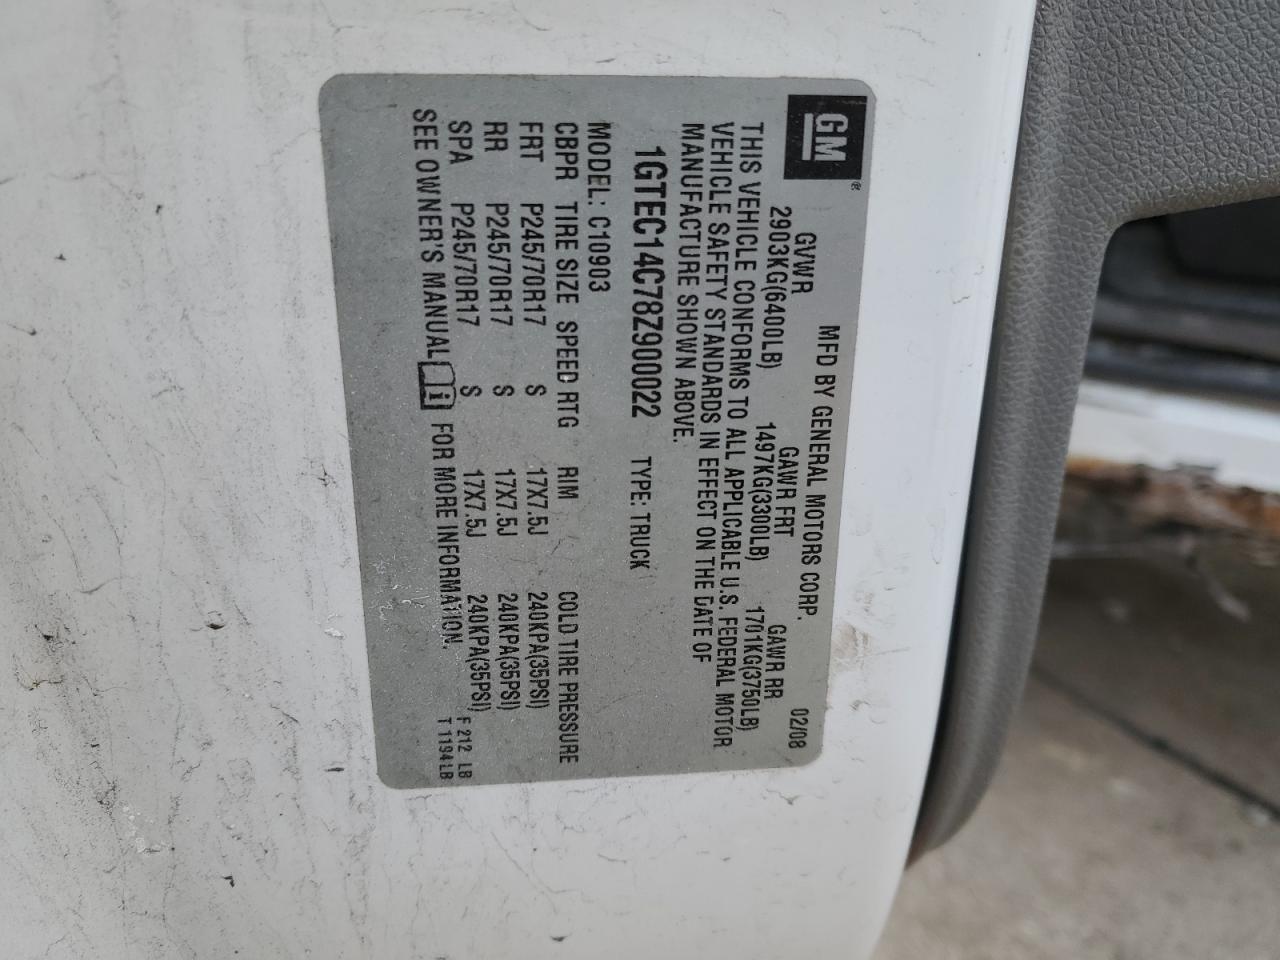 GM
MFD BY GENERAL MOTORS CORP. 02/08
GVWR GAWR FRT GAWR RR
2903KG(6400LB) 1497KG(3300LB) 1701KG(3750LB)
THIS VEHICLE CONFORMS TO ALL APPLICABLE U.S. FEDERAL MOTOR
VEHICLE SAFETY STANDARDS IN EFFECT ON THE DATE OF
MANUFACTURE SHOWN ABOVE.
1GTEC14C78Z900022 TYPE: TRUCK
MODEL: C10903
CBPR TIRE SIZE SPEED RTG RIM COLD TIRE PRESSURE
FRT P245/70R17 S 17X7.5J 240KPA(35PSI)
RR P245/70R17 S 17X7.5J 240KPA(35PSI)
SPA P245/70R17 S 17X7.5J 240KPA(35PSI)
SEE OWNER'S MANUAL i FOR MORE INFORMATION.
F 212 LB
T 1194LB